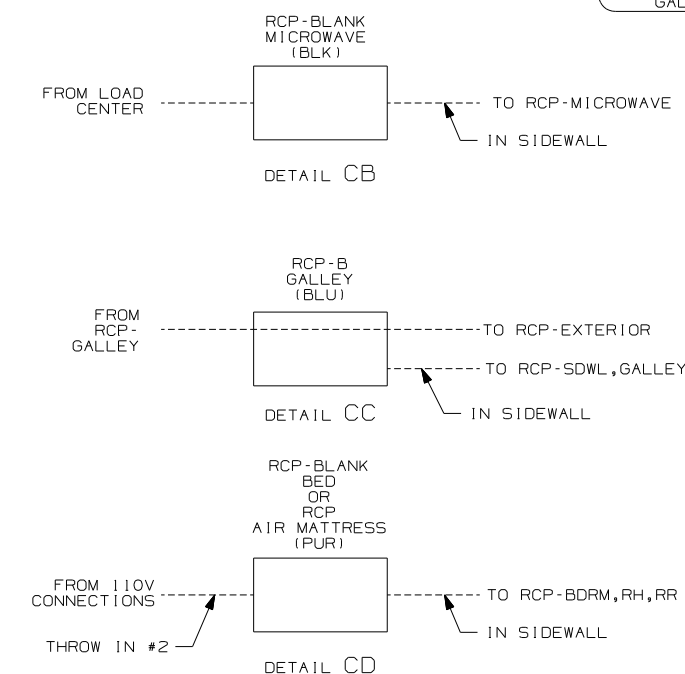 GAL
RCP-BLANK
MICROWAVE
(BLK)
FROM LOAD
CENTER
TO RCP-MICROWAVE
IN SIDEWALL
DETAIL CB
RCP-B
GALLEY
(BLU)
FROM
RCP-
GALLEY
TO RCP-EXTERIOR
TO RCP-SDWL,GALLEY
IN SIDEWALL
DETAIL CC
RCP-BLANK
BED
OR
RCP
AIR MATTRESS
(PUR)
FROM 110V
CONNECTIONS
TO RCP-BDRM,RH,RR
THROW IN #2
IN SIDEWALL
DETAIL CD